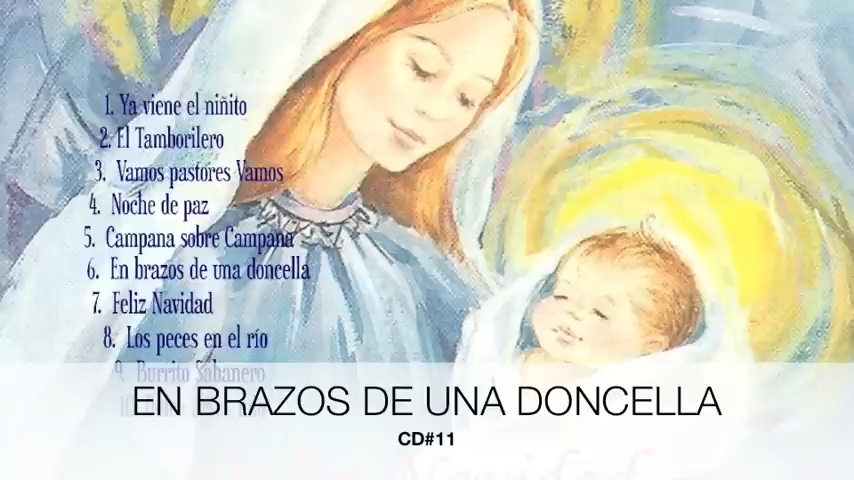 1. Ya viene el niñito
2. El Tamborilero
3. Vamos pastores Vamos
4. Noche de paz
5. Campana sobre Campana
6. En brazos de una doncella
7. Feliz Navidad
8. Los peces en el río
9. Burrito Sabanero
EN BRAZOS DE UNA DONCELLA
CD#11
Navidad